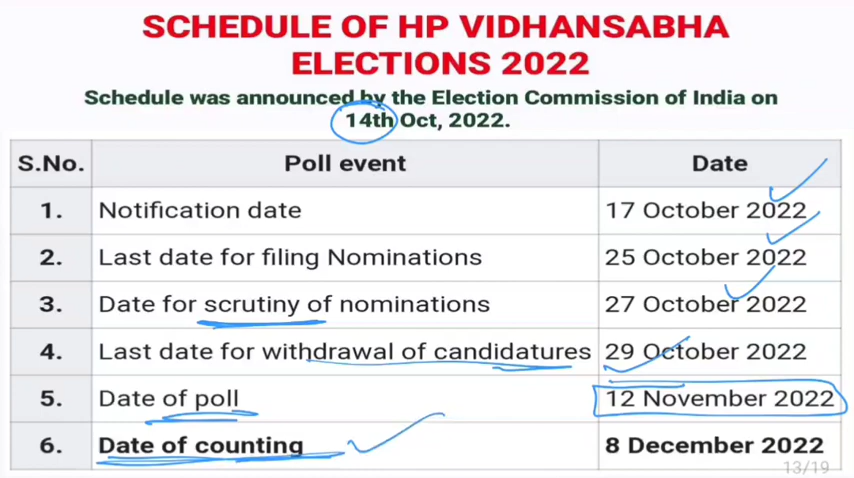 SCHEDULE OF HP VIDHANSABHA
ELECTIONS 2022
Schedule was announced by the Election Commission of India on
14th Oct, 2022.
S.No. Poll event Date
1. Notification date 17 October 2022
2. Last date for filing Nominations 25 October 2022
3. Date for scrutiny of nominations 27 October 2022
4. Last date for withdrawal of candidatures 29 October 2022
5. Date of poll 12 November 2022
6. Date of counting 8 December 2022
13/19